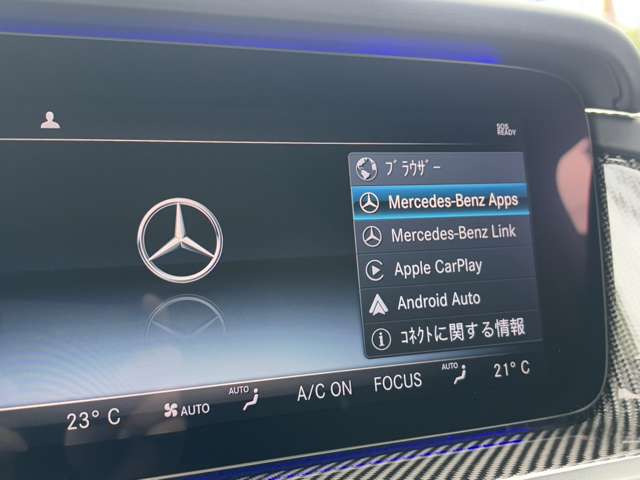 SOS
READY
ﾌﾞﾗｳｻﾞｰ
Mercedes-Benz Apps
Mercedes-Benz Link
Apple CarPlay
Android Auto
ｺﾈｸﾄに関する情報
23° C AUTO AUTO A/C ON FOCUS AUTO 21° C